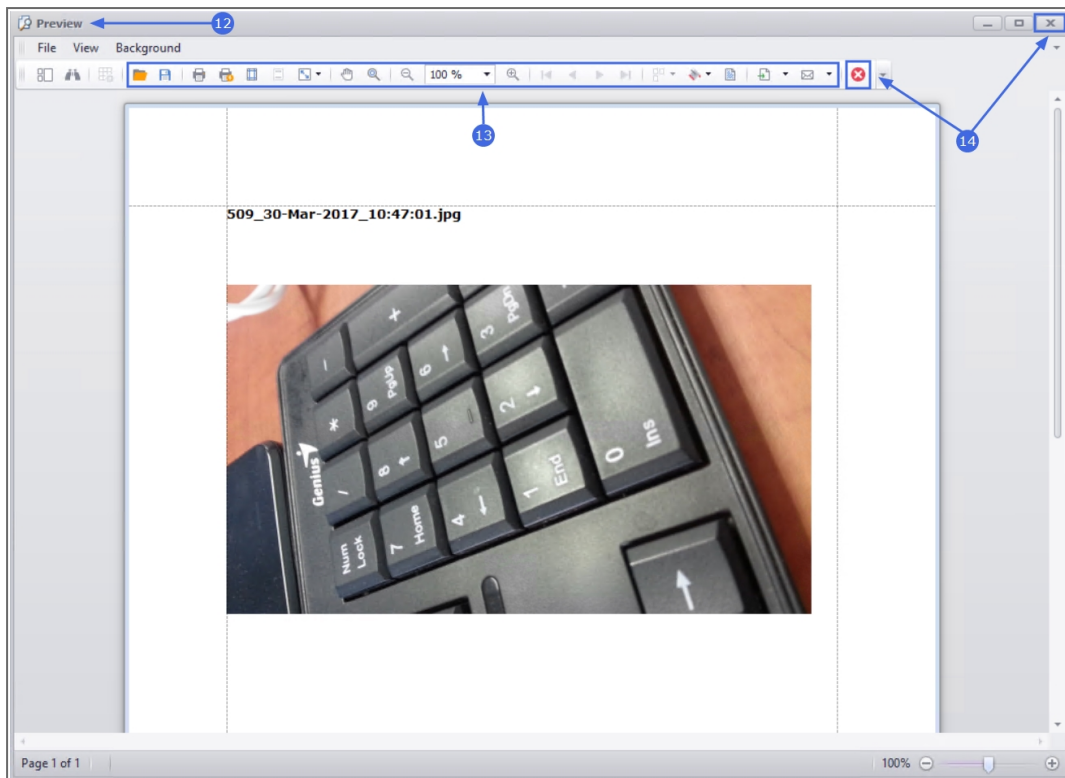 Preview
12
File View Background
100 %
13
14
509_30-Mar-2017_10:47:01.jpg
- +
* 9 PgUp 6 → 3 PgDn
Genius / 8 ↑ 5 2 ↓
Num Lock 7 Home 4 ← 1 End 0 Ins
→
Page 1 of 1
100%